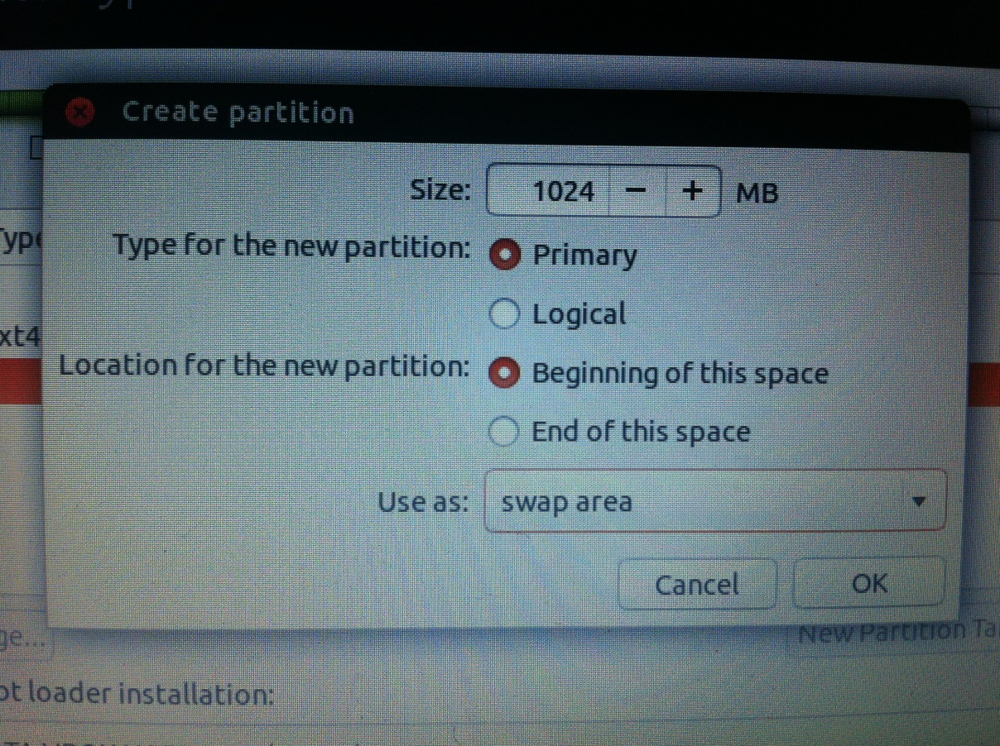 Create partition
Size: 1024 − + MB
Type for the new partition: Primary
Logical
xt4
Location for the new partition: Beginning of this space
End of this space
Use as: swap area
Cancel OK
ge...
New Partition Ta
ot loader installation: